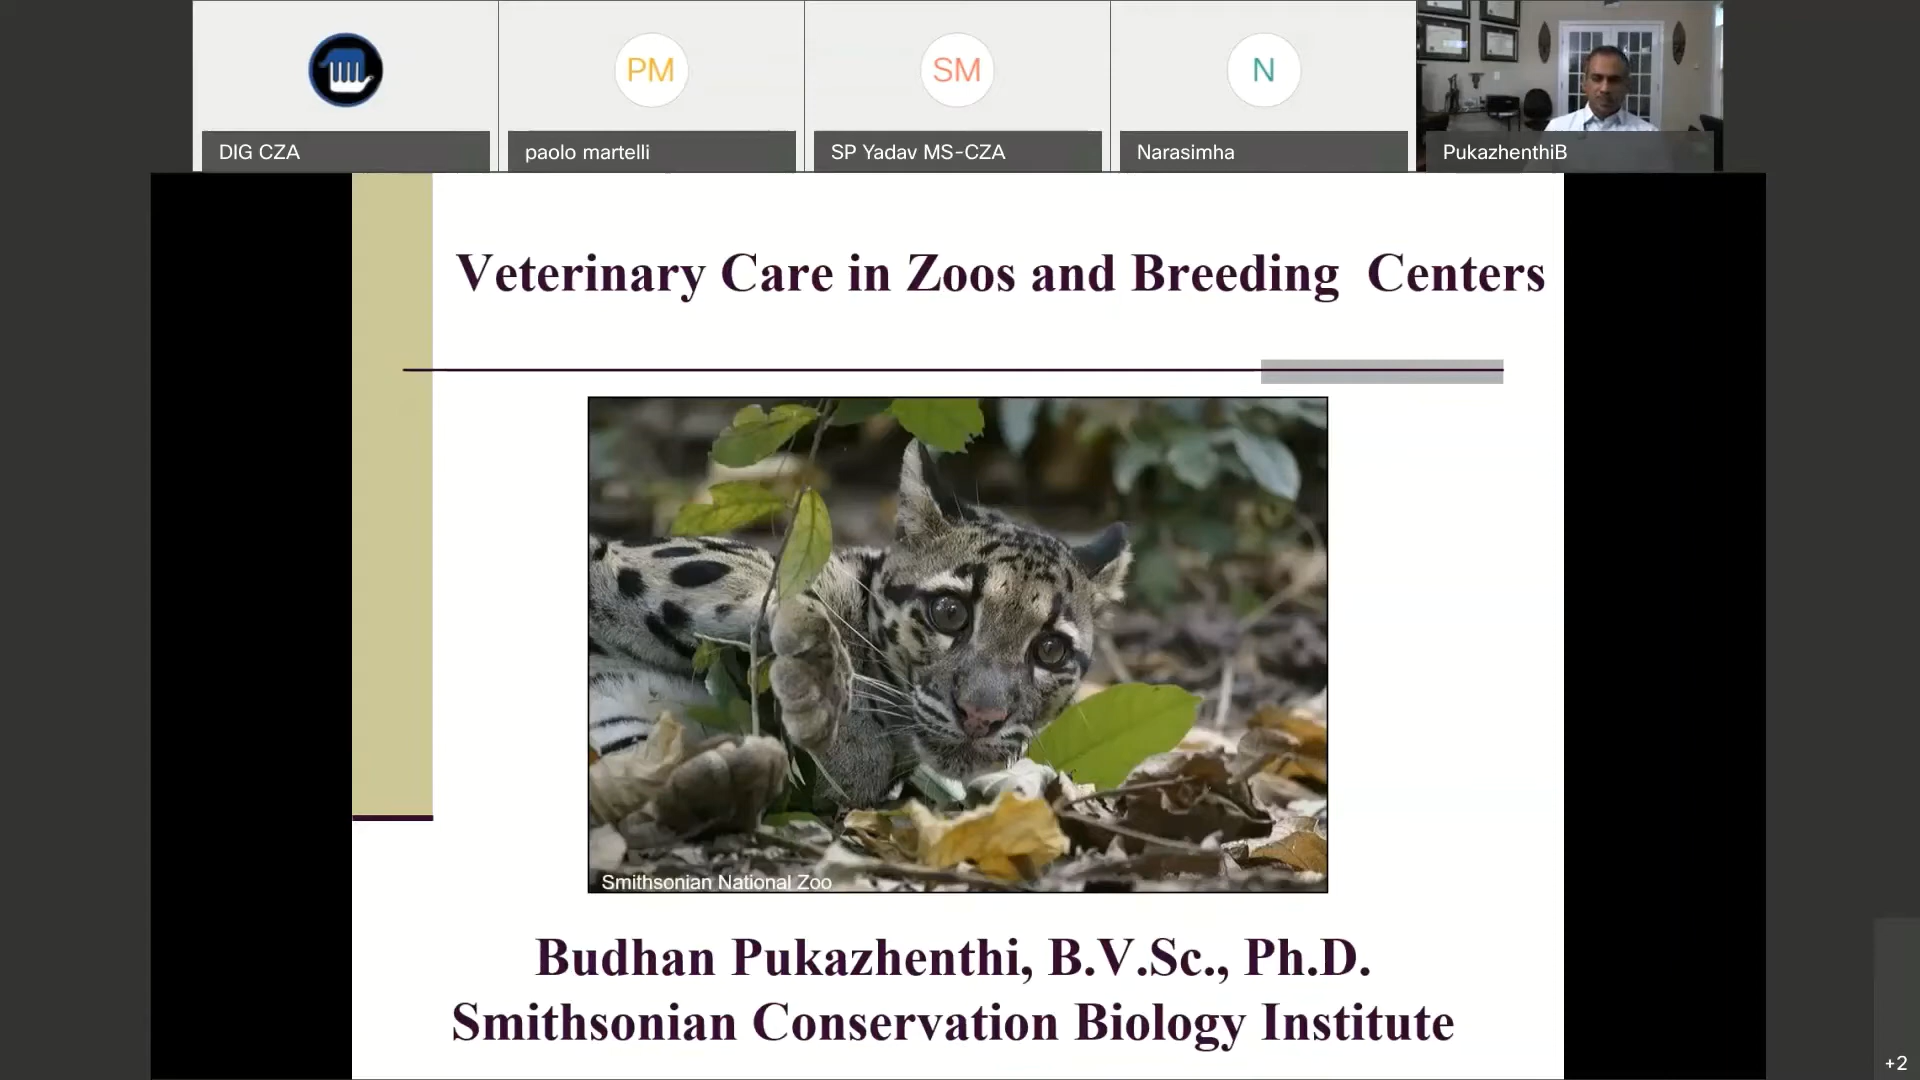 PM
SM
N
DIG CZA
paolo martelli
SP Yadav MS-CZA
Narasimha
PukazhenthiB
Veterinary Care in Zoos and Breeding Centers
Smithsonian National Zoo
Budhan Pukazhenthi, B.V.Sc., Ph.D.
Smithsonian Conservation Biology Institute
+2